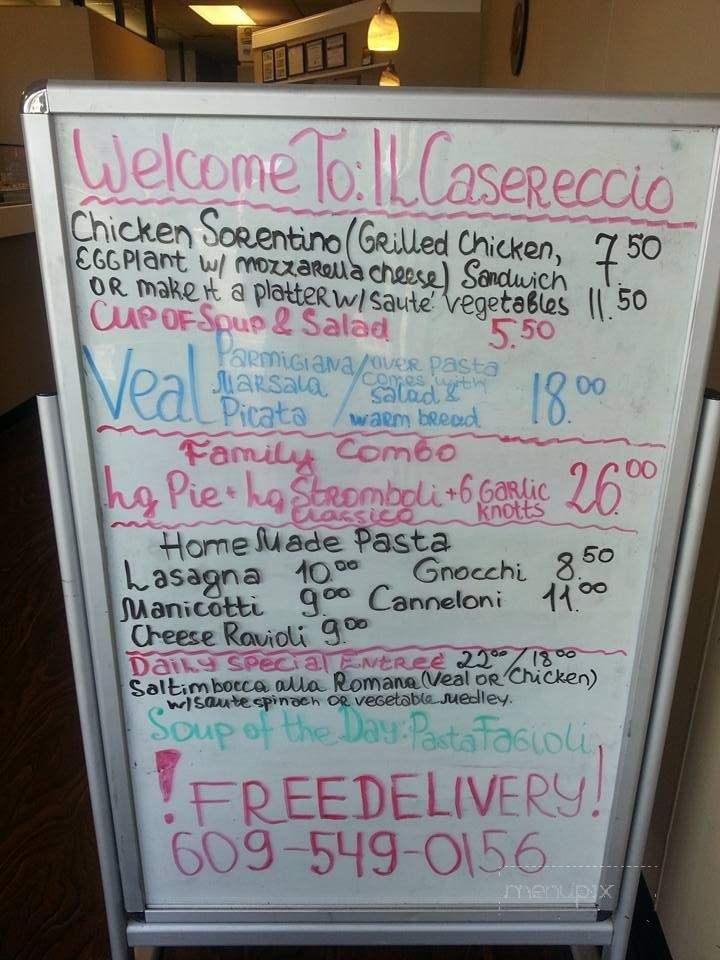 Welcome To: IL Casereccio
Chicken Sorentino (Grilled Chicken, 7.50
EGGPlant w/ mozzarella cheese) Sandwich
OR make it a platter w/ sauté vegetables 11.50
Cup of Soup & Salad 5.50
Veal Parmigiana / over pasta
Marsala comes with 18.00
salad &
Picata warm bread
Family Combo
hg Pie + hg Stromboli + 6 Garlic 26.00
Classico Knotts
Home Made Pasta
Lasagna 10.00 Gnocchi 8.50
Manicotti 9.00 Canneloni 11.00
Cheese Ravioli 9.00
Daily Special Entree 22.00/18.00
Saltimbocca alla Romana (Veal OR Chicken)
w/ saute spinach OR vegetable medley.
Soup of the Day: Pasta Fagioli
! FREE DELIVERY!
609-549-0156
menupix